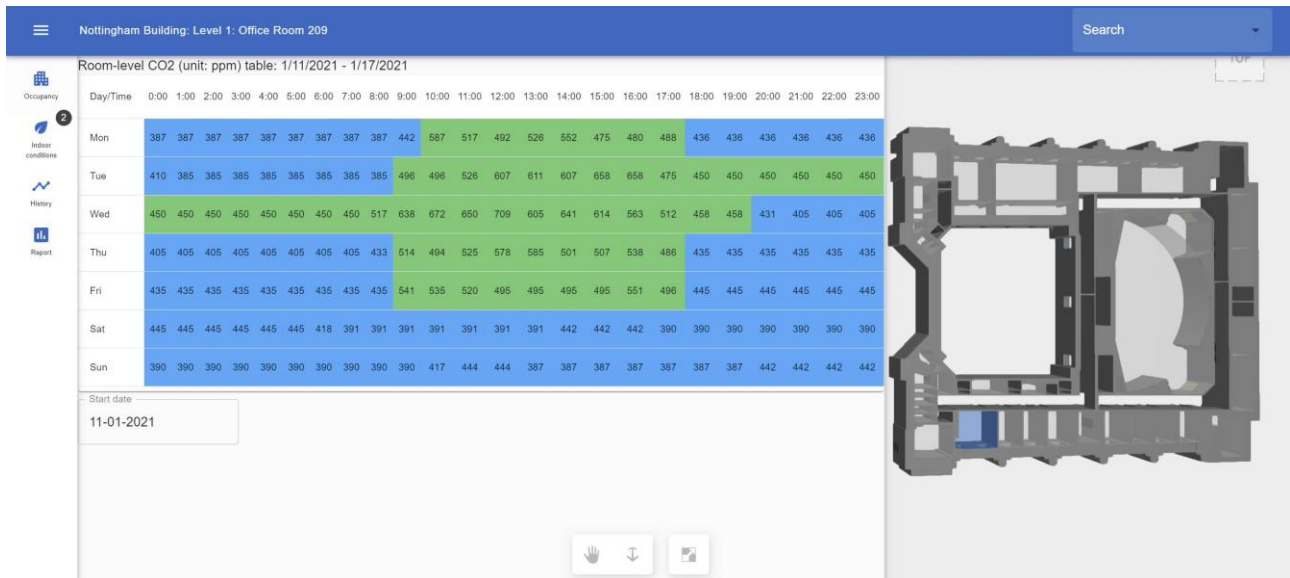 Nottingham Building: Level 1: Office Room 209
Search
Occupancy
2
Indoor
conditions
History
Report
Room-level CO2 (unit: ppm) table: 1/11/2021 - 1/17/2021
Day/Time 0:00 1:00 2:00 3:00 4:00 5:00 6:00 7:00 8:00 9:00 10:00 11:00 12:00 13:00 14:00 15:00 16:00 17:00 18:00 19:00 20:00 21:00 22:00 23:00
Mon 387 387 387 387 387 387 387 387 387 442 587 517 492 526 552 475 480 488 436 436 436 436 436 436
Tue 410 385 385 385 385 385 385 385 385 496 496 526 607 611 607 658 658 475 450 450 450 450 450 450
Wed 450 450 450 450 450 450 450 450 517 638 672 650 709 605 641 614 563 512 458 458 431 405 405 405
Thu 405 405 405 405 405 405 405 405 433 514 494 525 578 585 501 507 538 486 435 435 435 435 435 435
Fri 435 435 435 435 435 435 435 435 435 541 535 520 495 495 495 495 551 496 445 445 445 445 445 445
Sat 445 445 445 445 445 445 418 391 391 391 391 391 391 391 442 442 442 390 390 390 390 390 390 390
Sun 390 390 390 390 390 390 390 390 390 390 417 444 444 387 387 387 387 387 387 387 442 442 442 442
Start date
11-01-2021
TOP